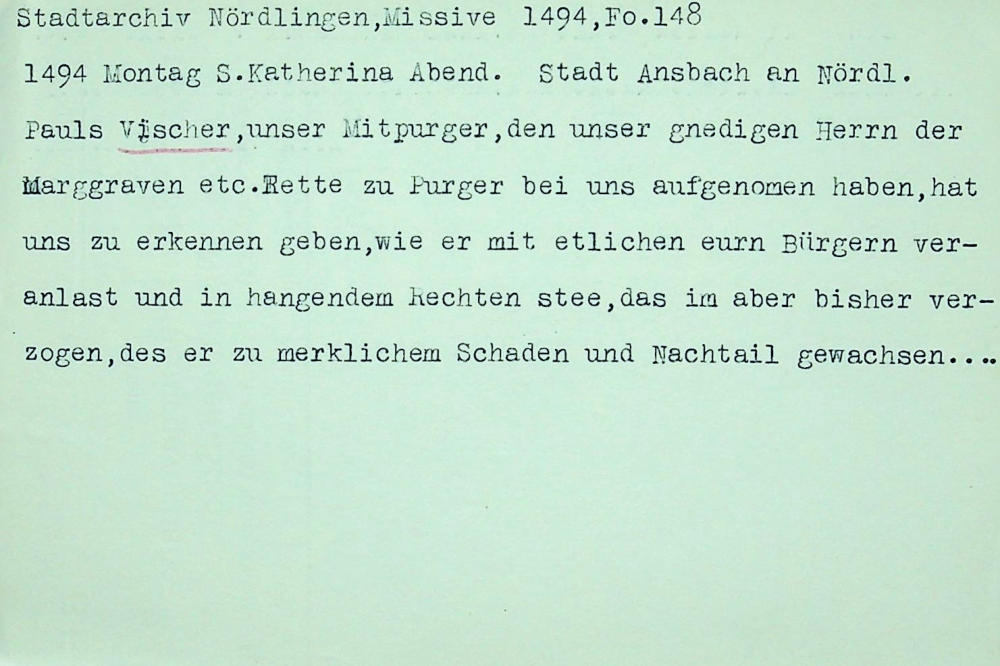 Stadtarchiv Nördlingen,Missive 1494,Fo.148
1494 Montag S.Katherina Abend. Stadt Ansbach an Nördl.
Pauls Vischer,unser Mitpurger,den unser gnedigen Herrn der
Marggraven etc.Rette zu Purger bei uns aufgenomen haben,hat
uns zu erkennen geben,wie er mit etlichen eurn Bürgern ver-
anlast und in hangendem Rechten stee,das im aber bisher ver-
zogen,des er zu merklichem Schaden und Nachtail gewachsen....